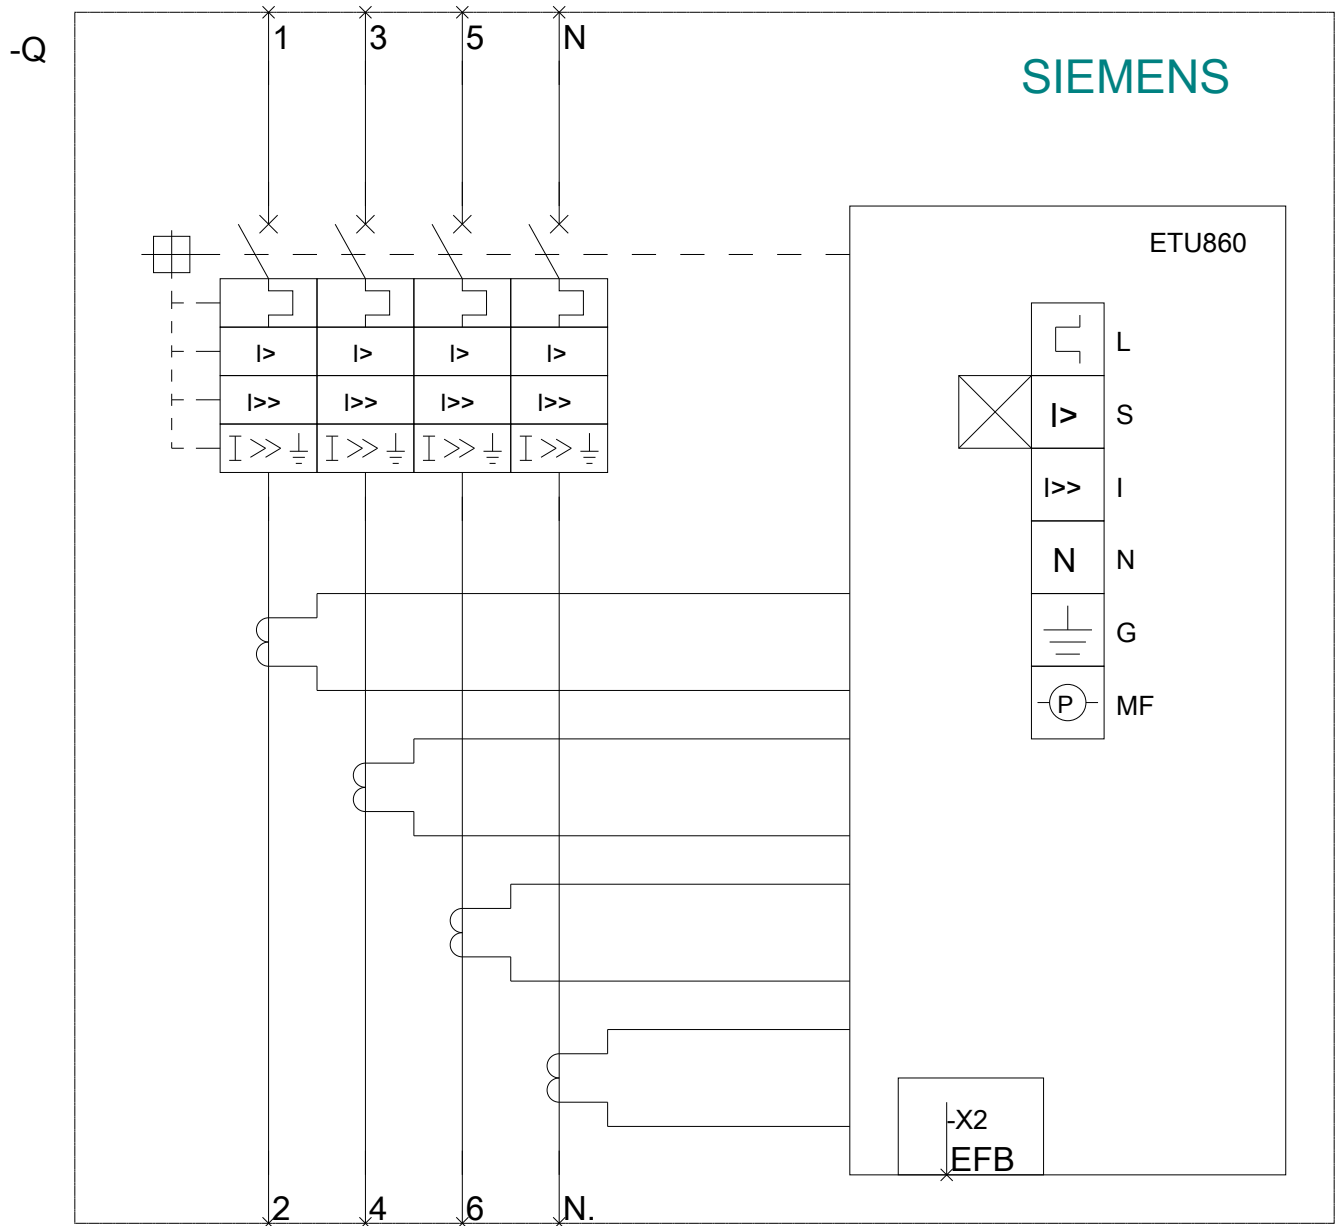 1 3 5 N
-Q
SIEMENS
ETU860
L
I> I> I> I>
I>> I>> I>> I>>
I>> I>> I>> I>>
I> S
I>> I
N N
G
P MF
-X2
EFB
2 4 6 N.